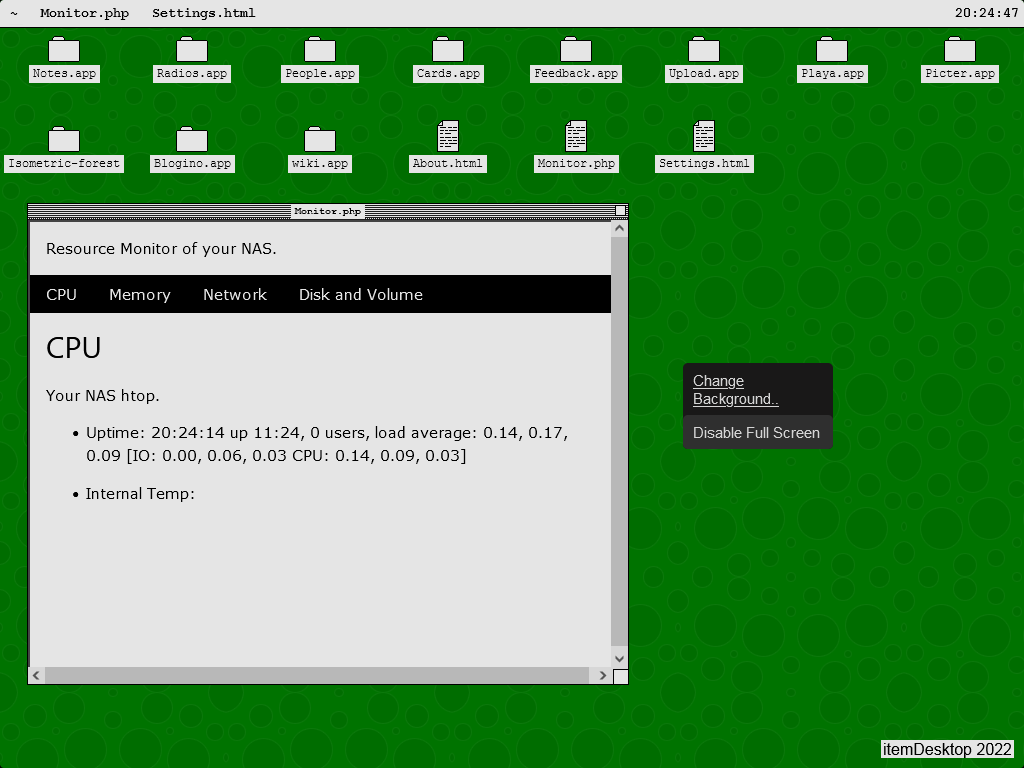 ~ Monitor.php Settings.html 20:24:47
Notes.app Radios.app People.app Cards.app Feedback.app Upload.app Playa.app Picter.app
Isometric-forest Blogino.app wiki.app About.html Monitor.php Settings.html
Monitor.php
Resource Monitor of your NAS.
CPU Memory Network Disk and Volume
CPU
Your NAS htop.
• Uptime: 20:24:14 up 11:24, 0 users, load average: 0.14, 0.17,
0.09 [IO: 0.00, 0.06, 0.03 CPU: 0.14, 0.09, 0.03]
• Internal Temp:
Change
Background..
Disable Full Screen
itemDesktop 2022